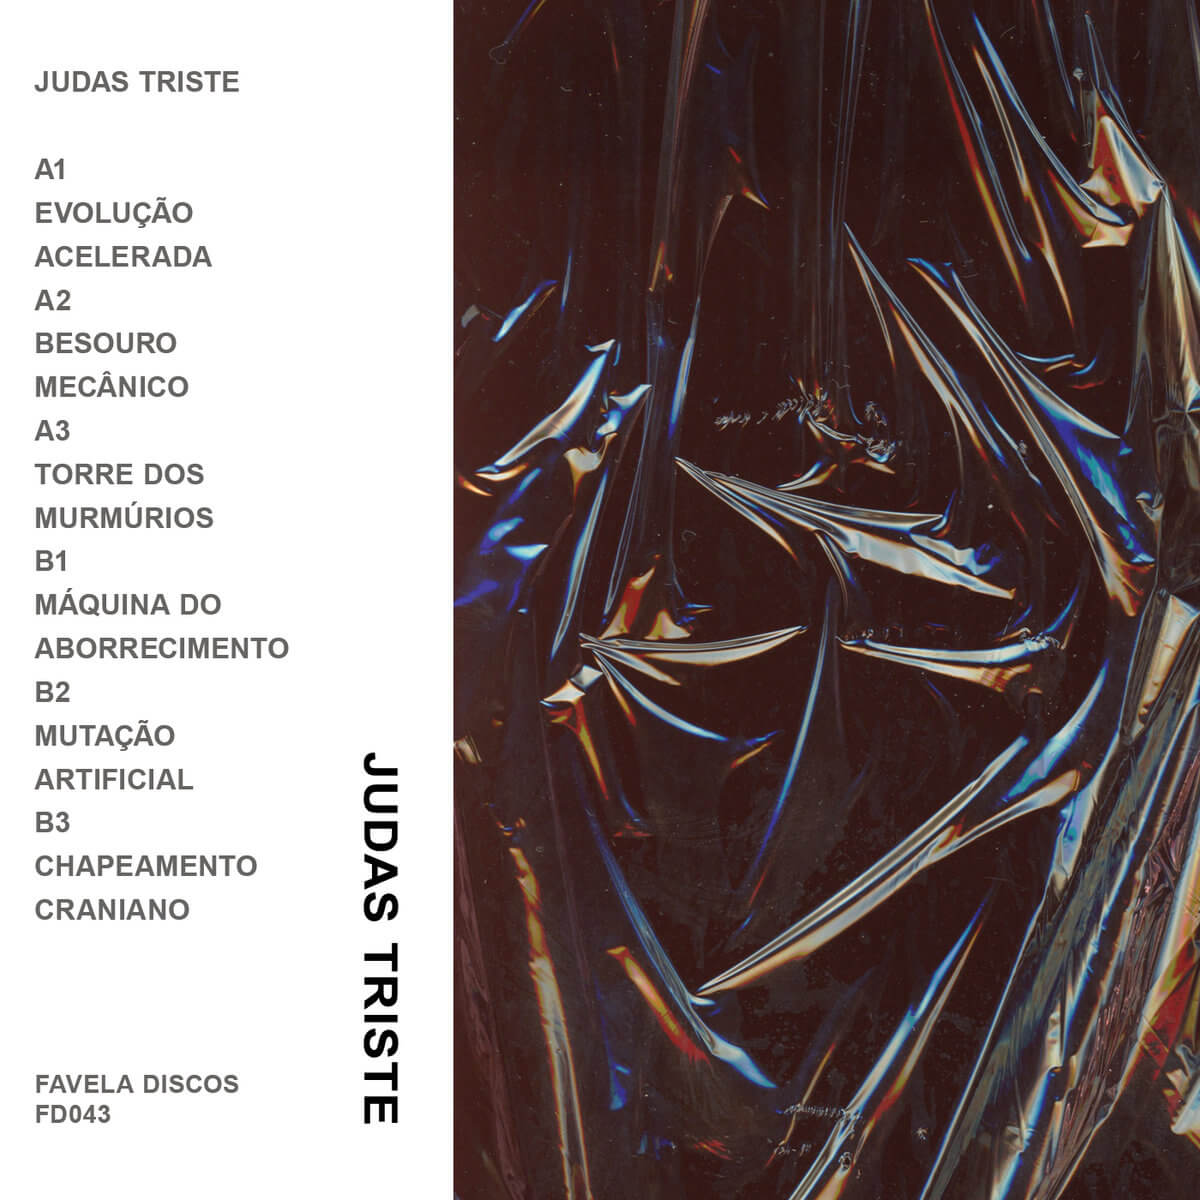 JUDAS TRISTE
A1
EVOLUÇÃO
ACELERADA
A2
BESOURO
MECÂNICO
A3
TORRE DOS
MURMÚRIOS
B1
MÁQUINA DO
ABORRECIMENTO
B2
MUTAÇÃO
ARTIFICIAL
B3
CHAPEAMENTO
CRANIANO
FAVELA DISCOS
FD043
JUDAS TRISTE